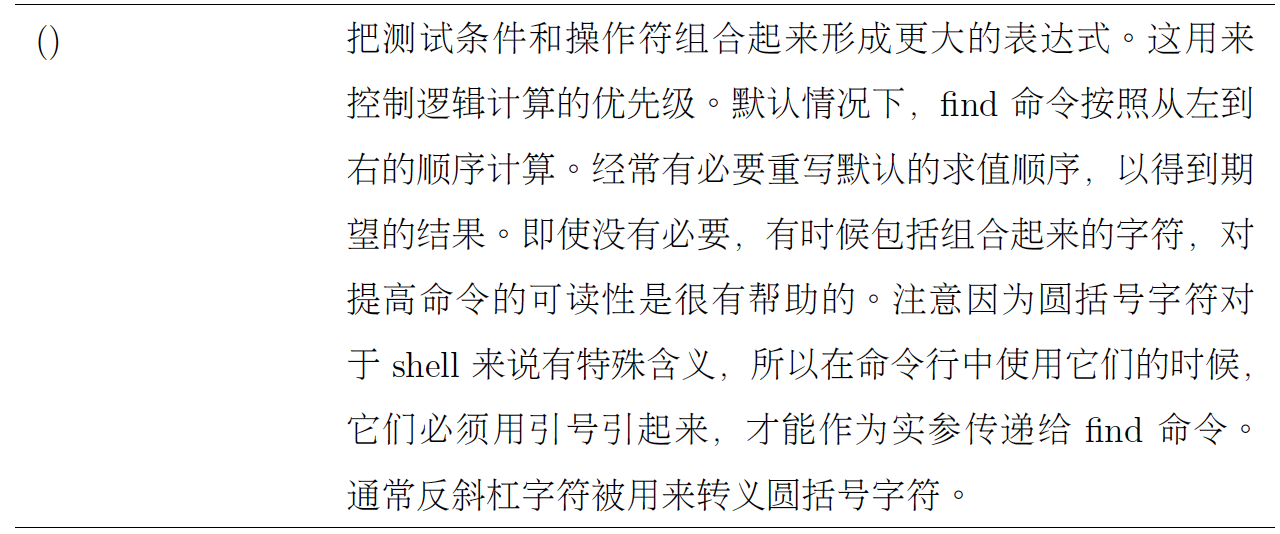 () 把测试条件和操作符组合起来形成更大的表达式。这用来
控制逻辑计算的优先级。默认情况下，find 命令按照从左到
右的顺序计算。经常有必要重写默认的求值顺序，以得到期
望的结果。即使没有必要，有时候包括组合起来的字符，对
提高命令的可读性是很有帮助的。注意因为圆括号字符对
于 shell 来说有特殊含义，所以在命令行中使用它们的时候，
它们必须用引号引起来，才能作为实参传递给 find 命令。
通常反斜杠字符被用来转义圆括号字符。